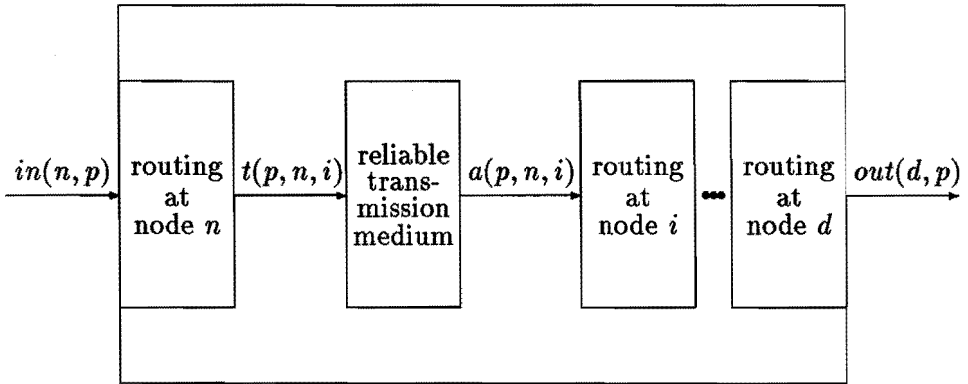 in(n, p)
routing
at
node n
t(p, n, i)
reliable
trans-
mission
medium
a(p, n, i)
routing
at
node i
routing
at
node d
out(d, p)